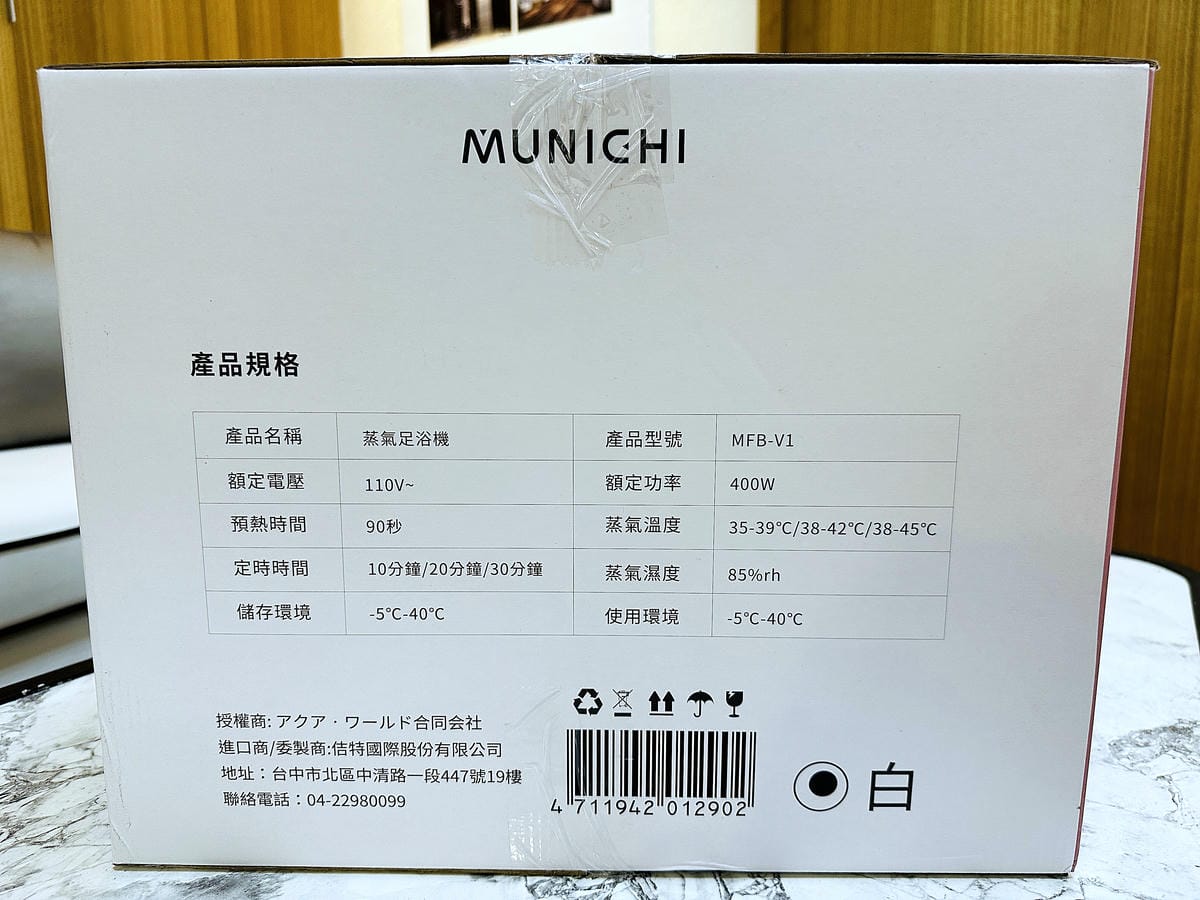 MUNICHI
產品規格
產品名稱 蒸氣足浴機 產品型號 MFB-V1
額定電壓 110V~ 額定功率 400W
預熱時間 90秒 蒸氣溫度 35-39℃/38-42℃/38-45℃
定時時間 10分鐘/20分鐘/30分鐘 蒸氣濕度 85%rh
儲存環境 -5℃-40℃ 使用環境 -5℃-40℃
授權商: アクア・ワールド合同会社
進口商/委製商:佶特國際股份有限公司
地址：台中市北區中清路一段447號19樓
聯絡電話：04-22980099
4 711942 012902
白